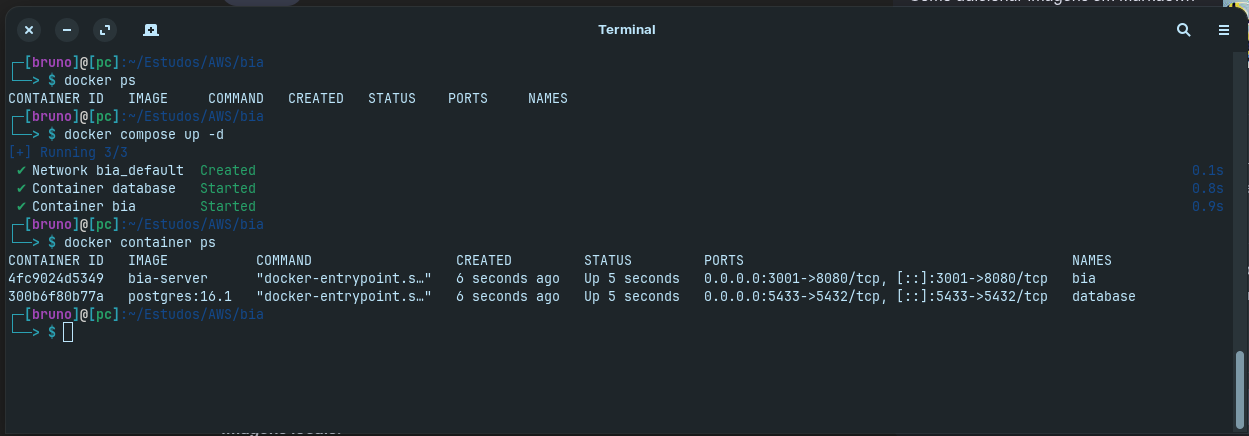 Terminal
┌─[bruno]@[pc]:~/Estudos/AWS/bia
└──> $ docker ps
CONTAINER ID   IMAGE     COMMAND   CREATED   STATUS    PORTS     NAMES
┌─[bruno]@[pc]:~/Estudos/AWS/bia
└──> $ docker compose up -d
[+] Running 3/3
✔ Network bia_default  Created 0.1s
✔ Container database   Started 0.8s
✔ Container bia        Started 0.9s
┌─[bruno]@[pc]:~/Estudos/AWS/bia
└──> $ docker container ps
CONTAINER ID   IMAGE           COMMAND                  CREATED         STATUS         PORTS                                         NAMES
4fc9024d5349   bia-server      "docker-entrypoint.s…"   6 seconds ago   Up 5 seconds   0.0.0.0:3001->8080/tcp, [::]:3001->8080/tcp   bia
300b6f80b77a   postgres:16.1   "docker-entrypoint.s…"   6 seconds ago   Up 5 seconds   0.0.0.0:5433->5432/tcp, [::]:5433->5432/tcp   database
┌─[bruno]@[pc]:~/Estudos/AWS/bia
└──> $